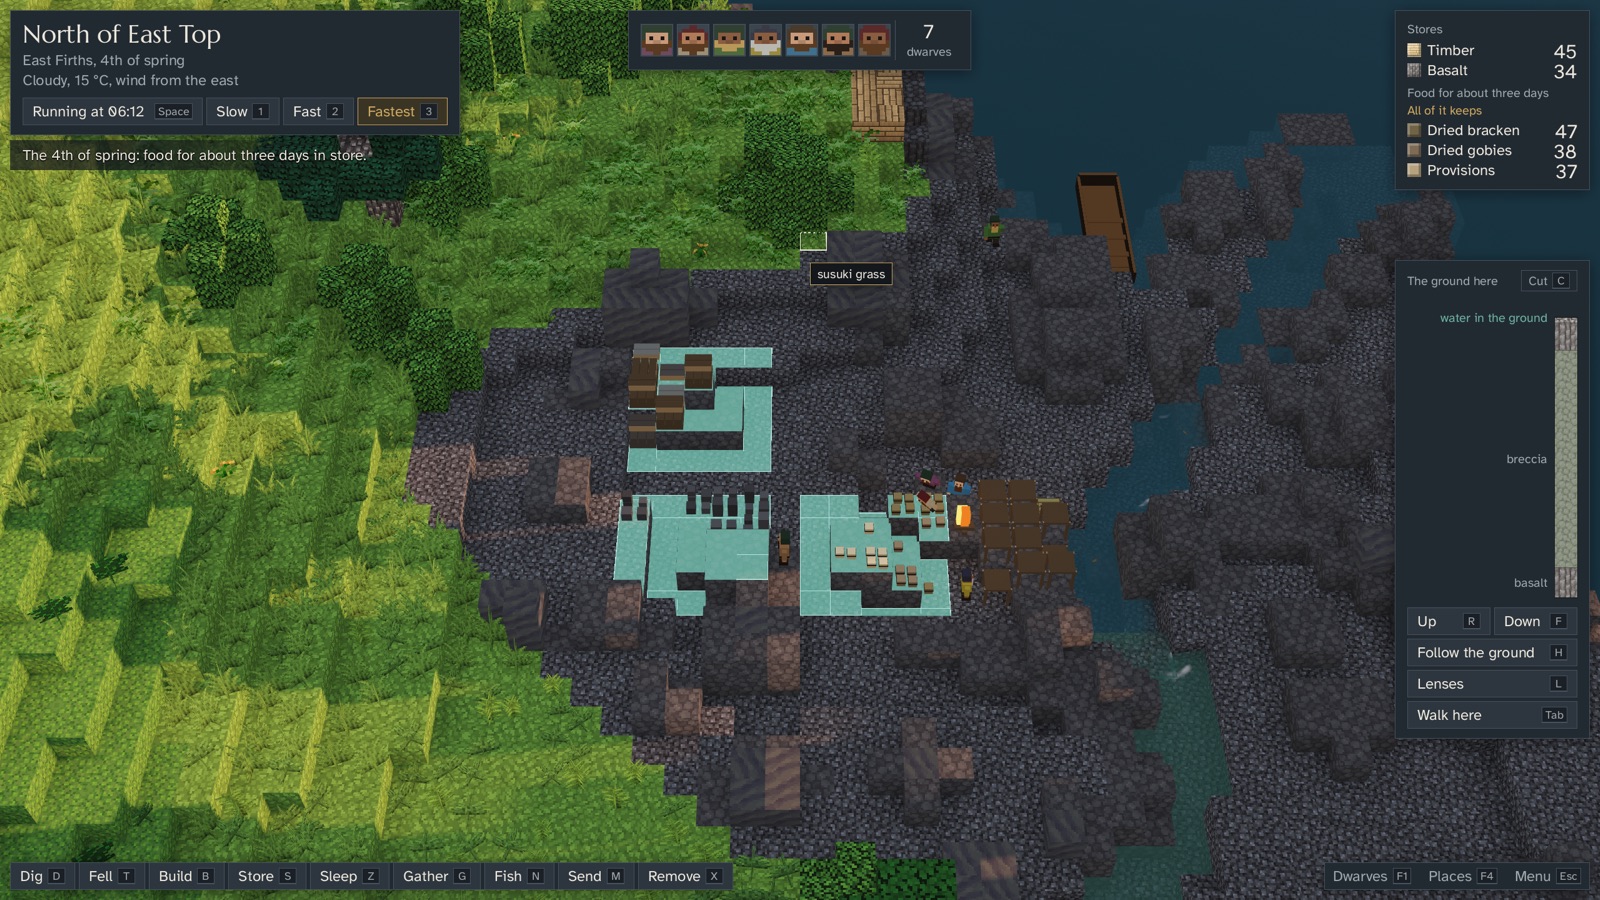 North of East Top
East Firths, 4th of spring
Cloudy, 15 °C, wind from the east
Running at 06:12 Space
Slow 1
Fast 2
Fastest 3
The 4th of spring: food for about three days in store.
7
dwarves
Stores
Timber 45
Basalt 34
Food for about three days
All of it keeps
Dried bracken 47
Dried gobies 38
Provisions 37
susuki grass
The ground here
Cut C
water in the ground
breccia
basalt
Up R
Down F
Follow the ground H
Lenses L
Walk here Tab
Dig D
Fell T
Build B
Store S
Sleep Z
Gather G
Fish N
Send M
Remove X
Dwarves F1
Places F4
Menu Esc